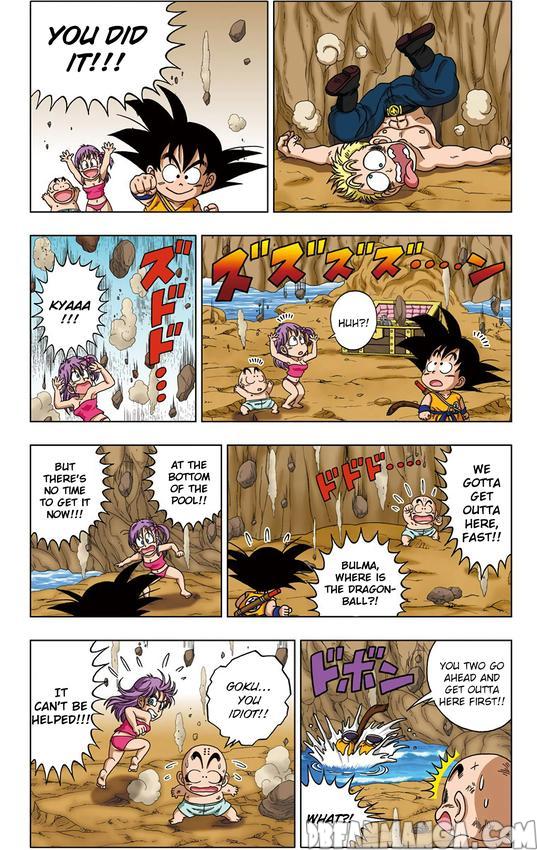 YOU DID
IT!!!
KYAAA
!!!
ズドドド…
ズズズズ‥‥ン
HUH?!
BUT
THERE'S
NO TIME
TO GET IT
NOW!!!
AT THE
BOTTOM
OF THE
POOL!!
ドドド‥‥
WE
GOTTA
GET
OUTTA
HERE,
FAST!!
BULMA,
WHERE IS
THE DRAGON-
BALL?!
IT
CAN'T BE
HELPED!!!
GOKU...
YOU
IDIOT!!
ドボン
YOU TWO GO
AHEAD AND
GET OUTTA
HERE FIRST!!
WHAT?!
DREAMMANGA.COM